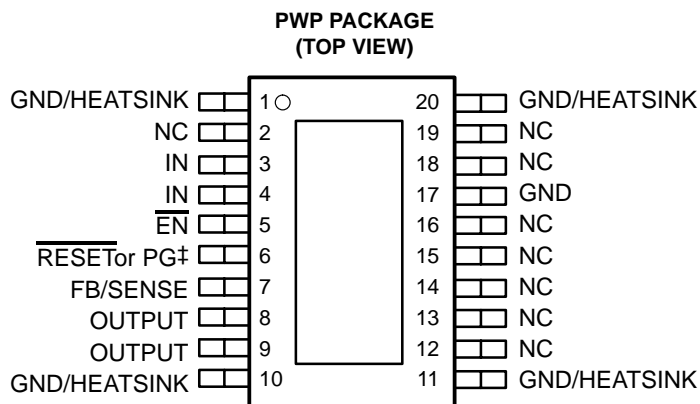 PWP PACKAGE
(TOP VIEW)
GND/HEATSINK 1 20 GND/HEATSINK
NC 2 19 NC
IN 3 18 NC
IN 4 17 GND
EN 5 16 NC
RESETor PG‡ 6 15 NC
FB/SENSE 7 14 NC
OUTPUT 8 13 NC
OUTPUT 9 12 NC
GND/HEATSINK 10 11 GND/HEATSINK